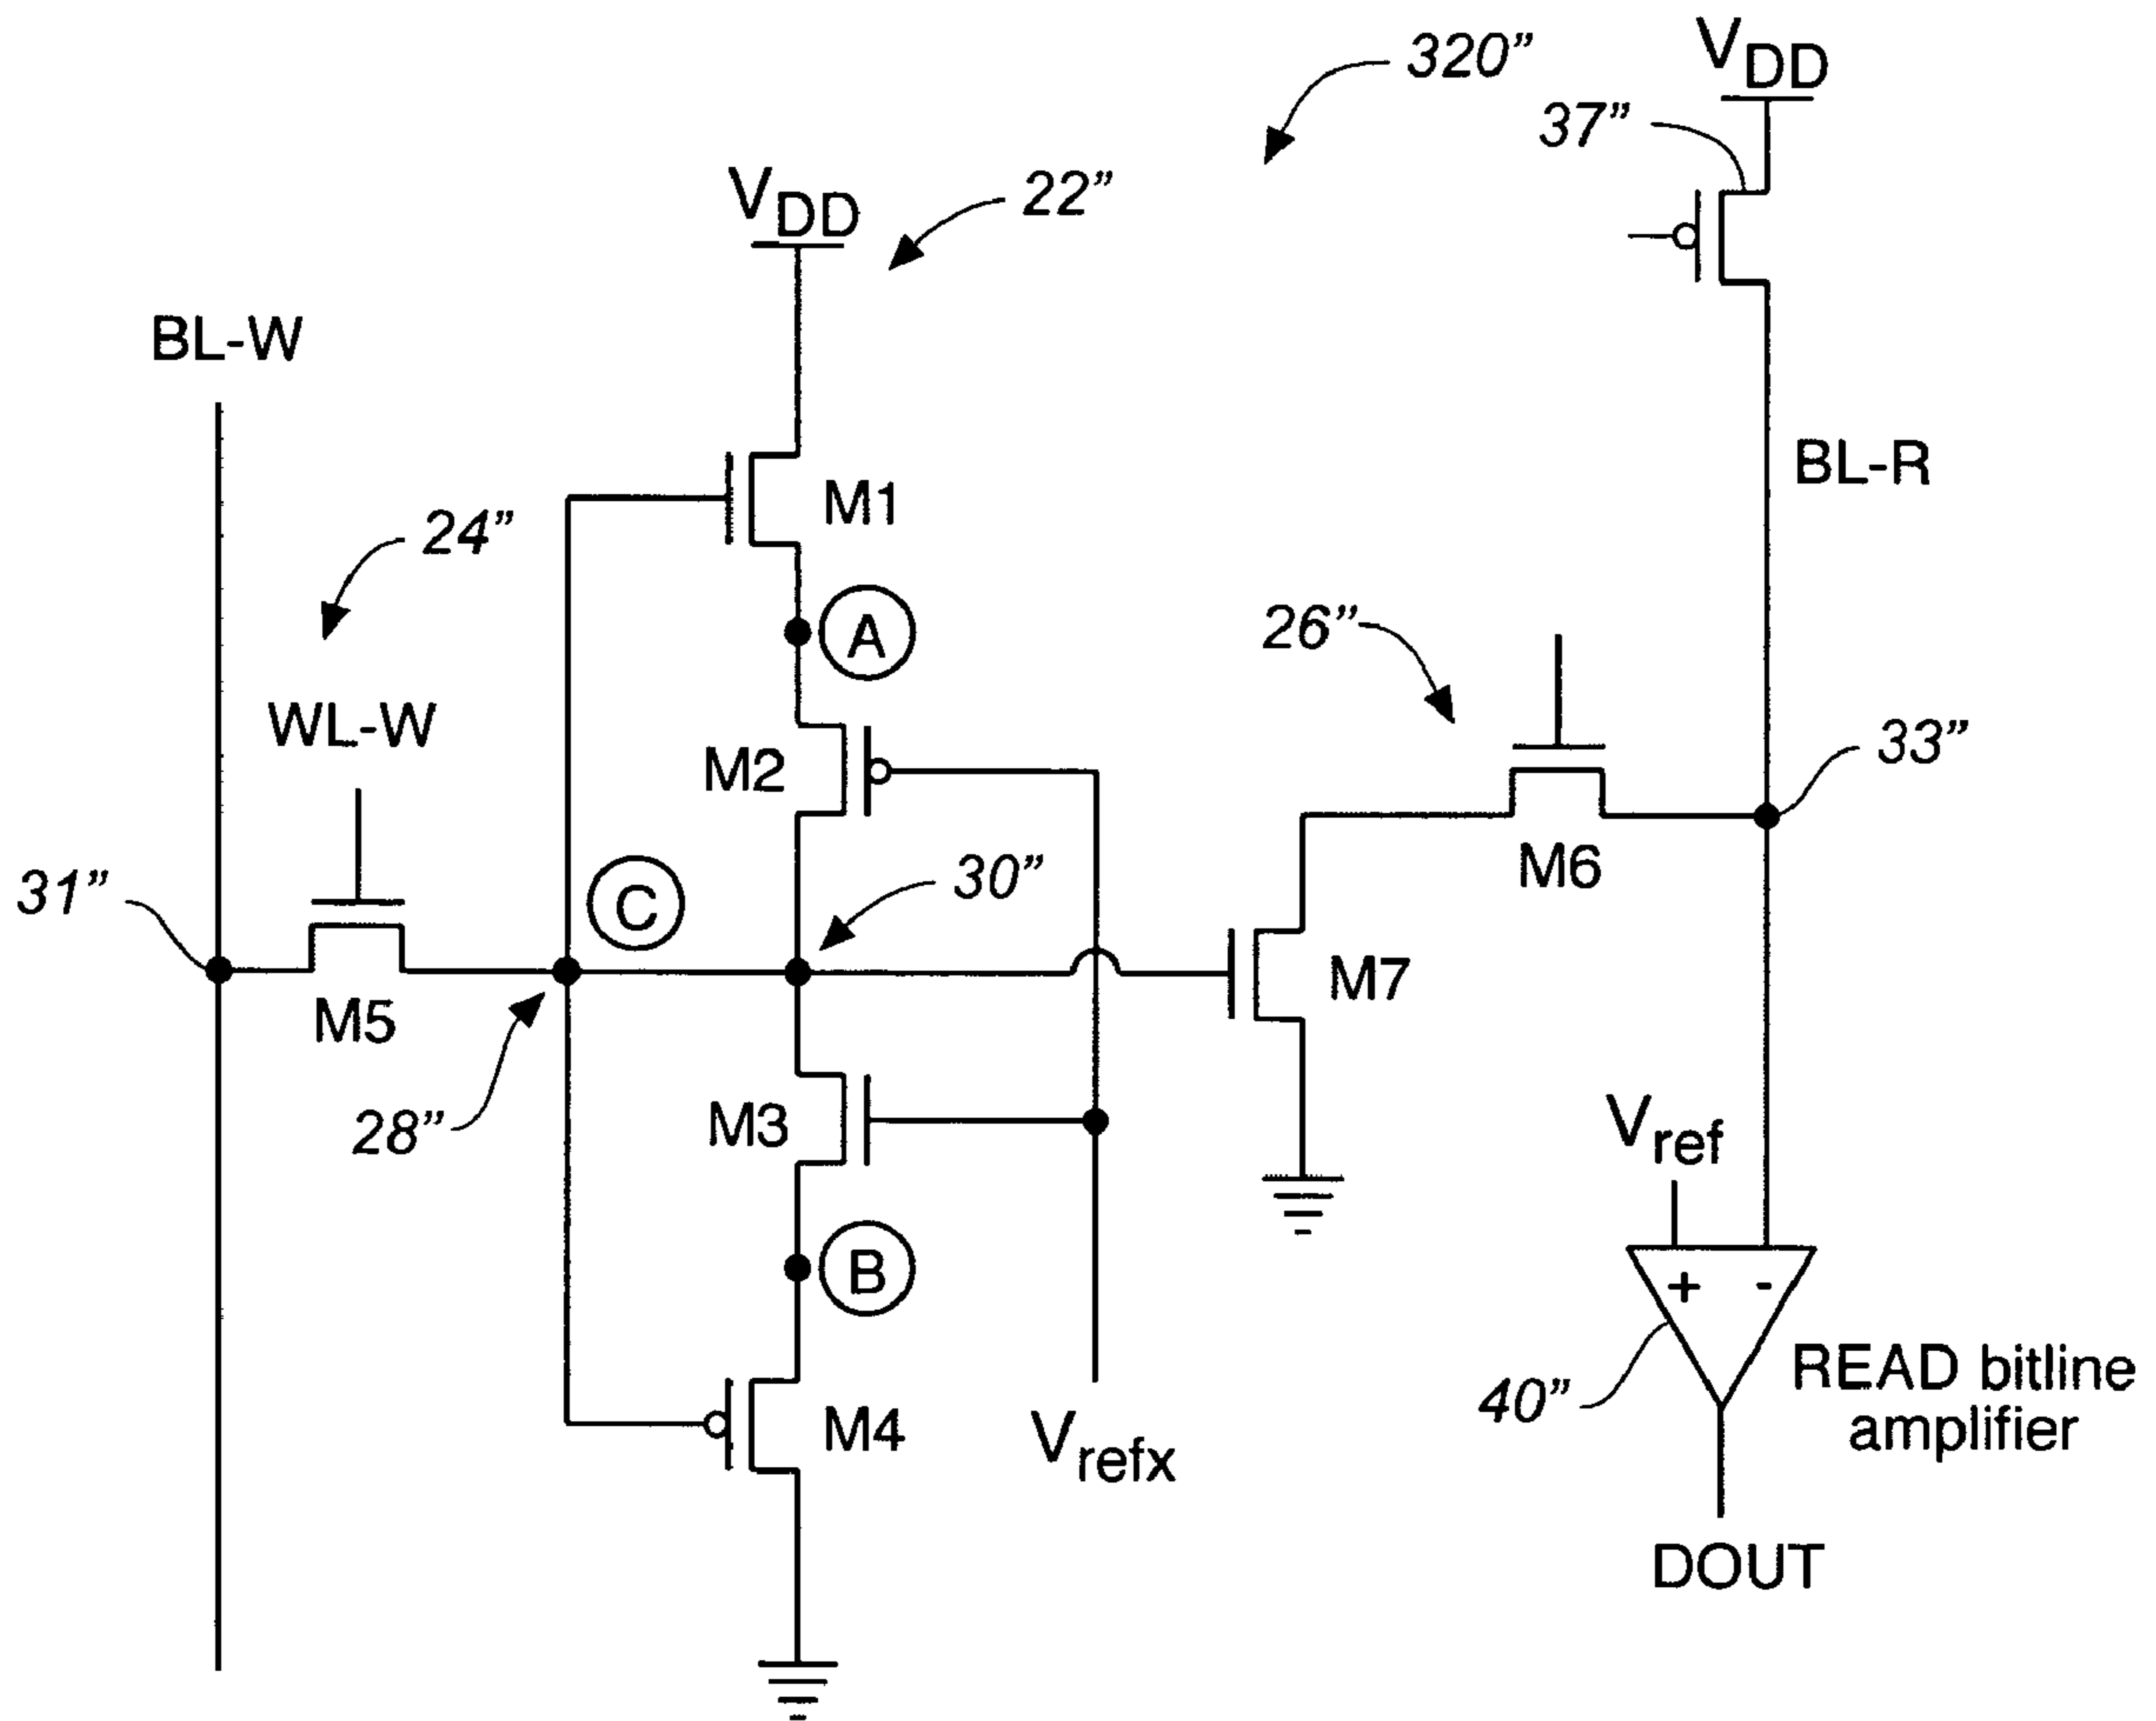 320”
VDD
37”
VDD
22”
BL-W
BL-R
M1
24”
A
26”
WL-W
M2
33”
C
30”
M6
31”
M5
M7
M3
28”
Vref
B
+ -
READ bitline
amplifier
40”
M4
Vrefx
DOUT